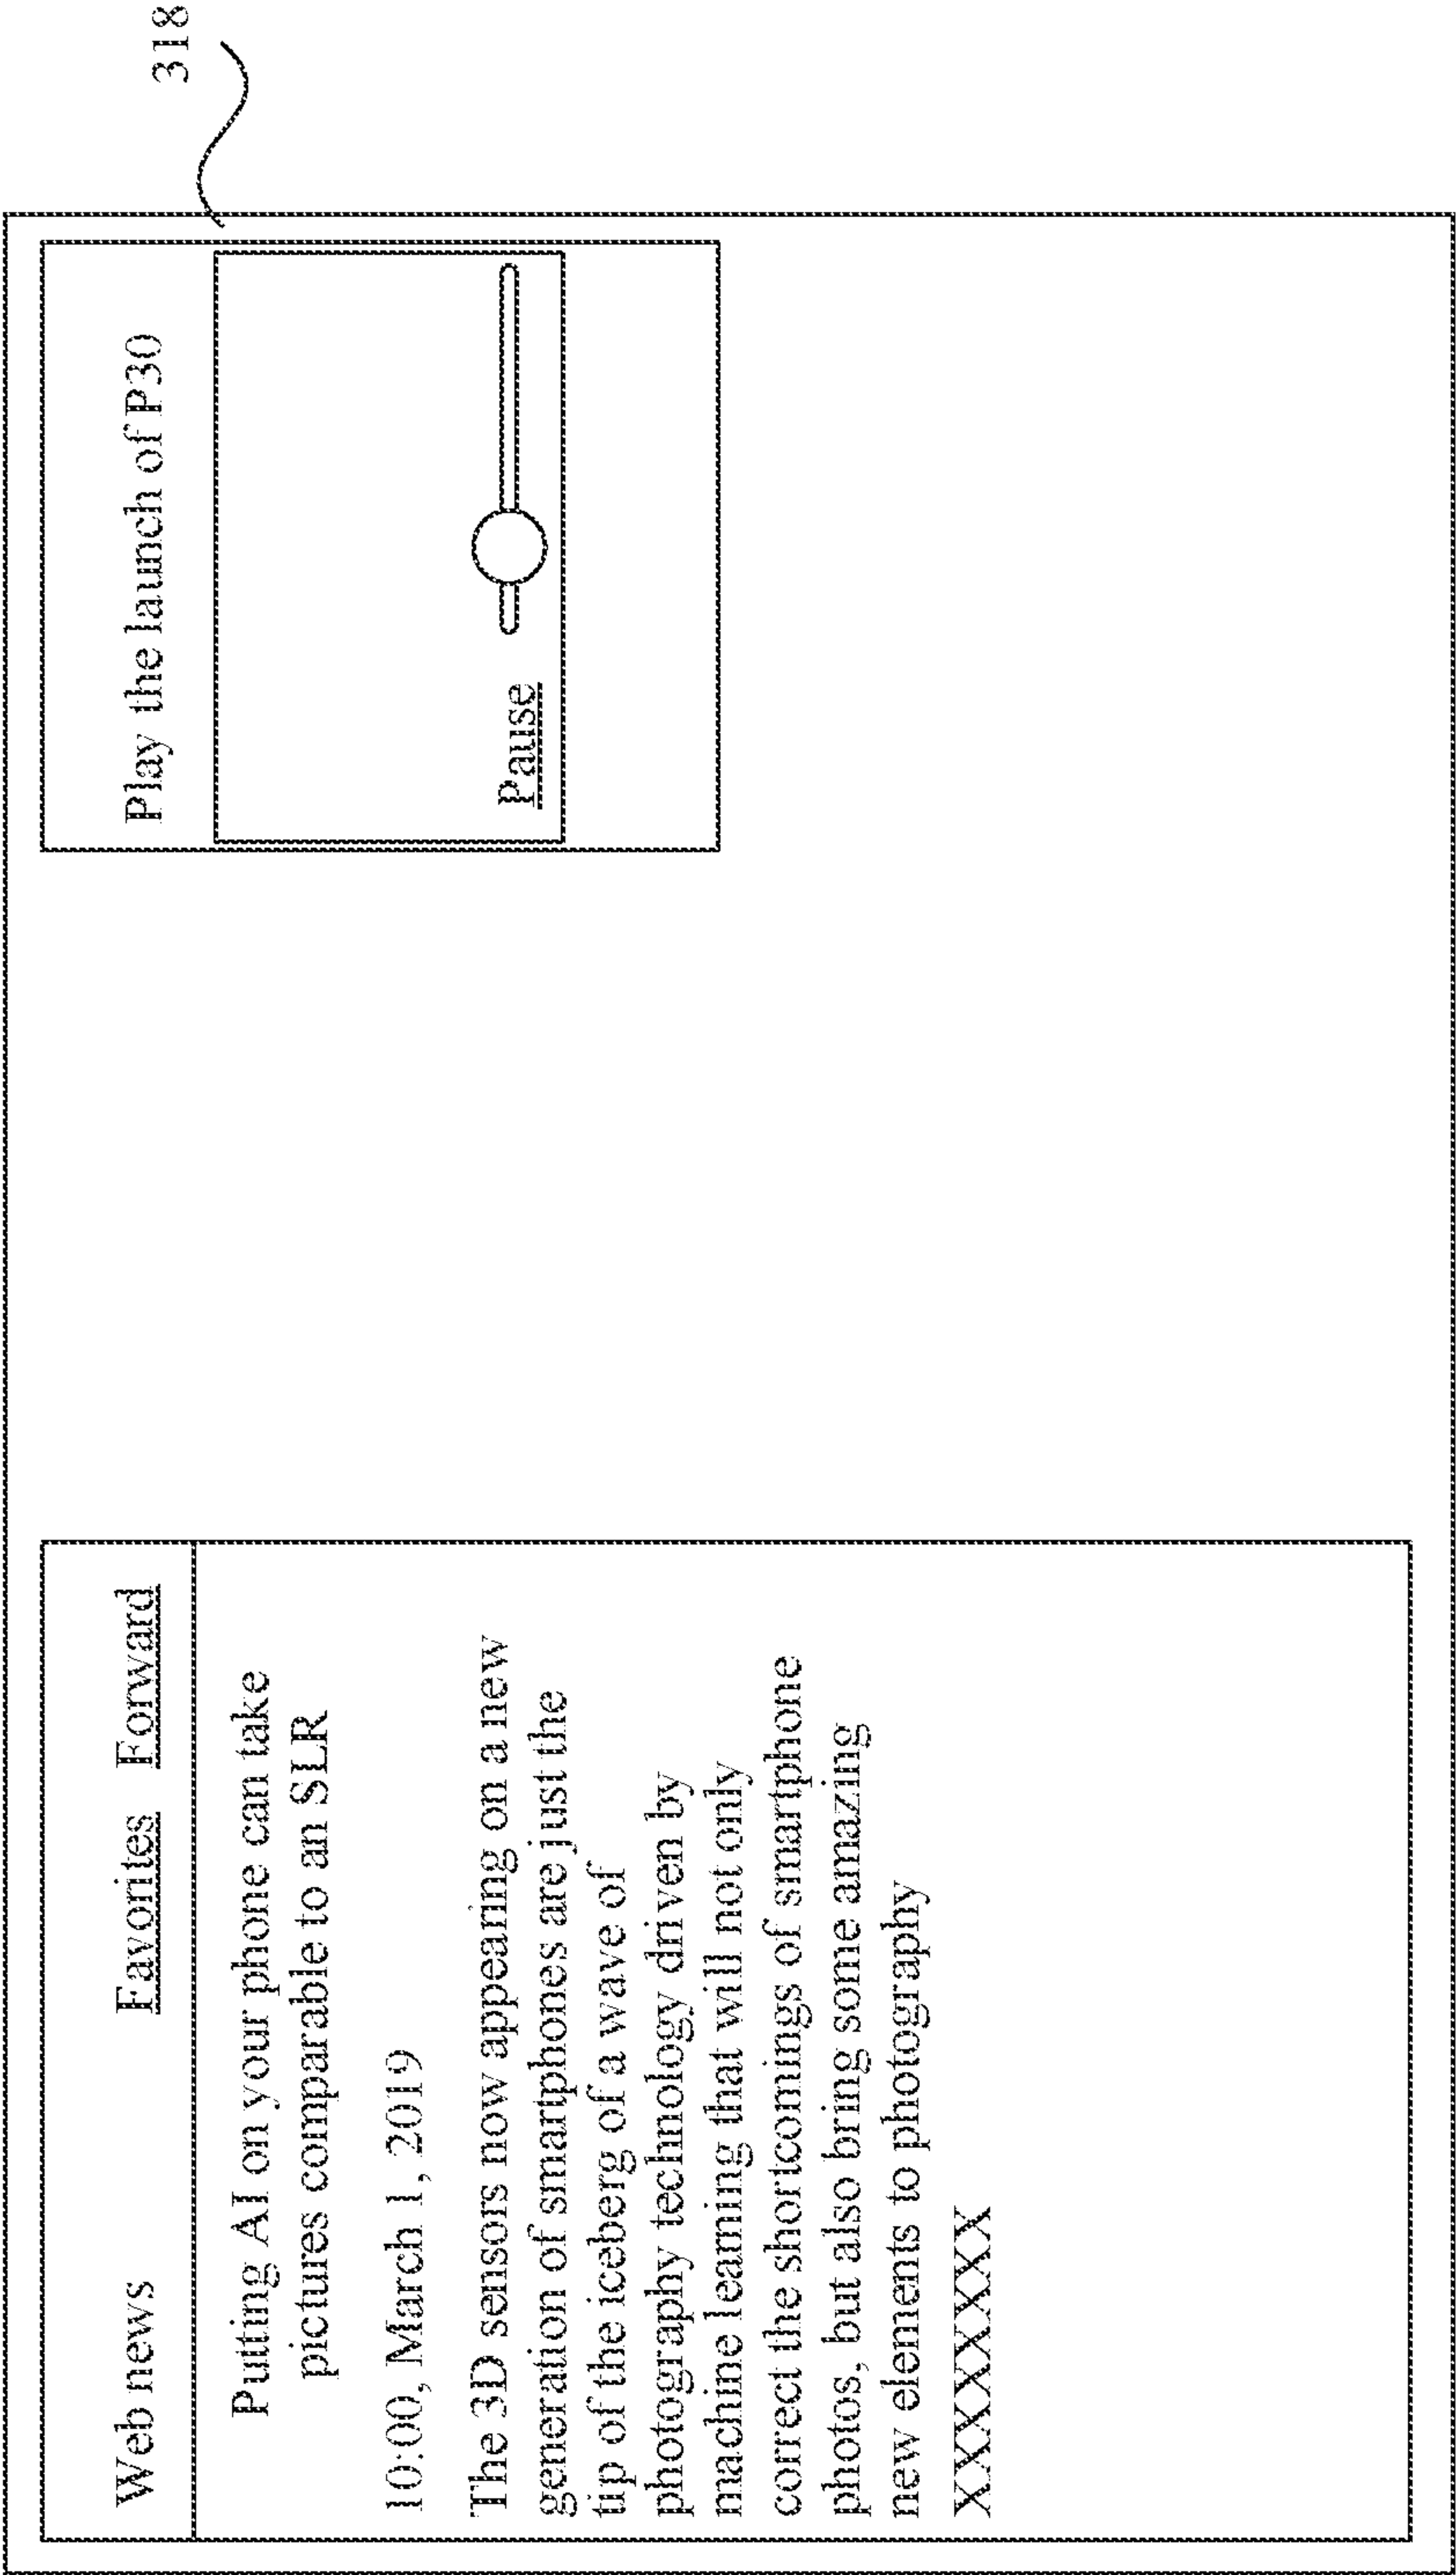 Web news Favorites Forward
Putting AI on your phone can take
pictures comparable to an SLR
10:00, March 1, 2019
The 3D sensors now appearing on a new
generation of smartphones are just the
tip of the iceberg of a wave of
photography technology driven by
machine learning that will not only
correct the shortcomings of smartphone
photos, but also bring some amazing
new elements to photography
XXXXXXXX
Play the launch of P30
Pause
318